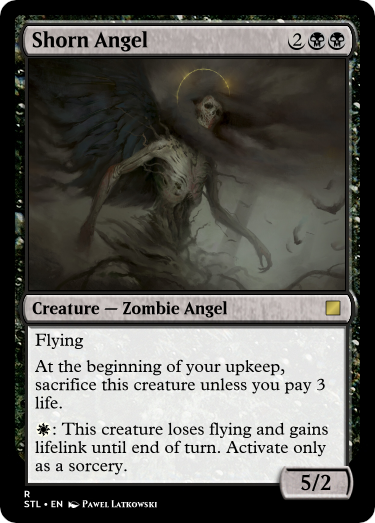 Shorn Angel 2
Creature — Zombie Angel
Flying
At the beginning of your upkeep,
sacrifice this creature unless you pay 3
life.
: This creature loses flying and gains
lifelink until end of turn. Activate only
as a sorcery.
5/2
R
STL • EN Pawel Latkowski